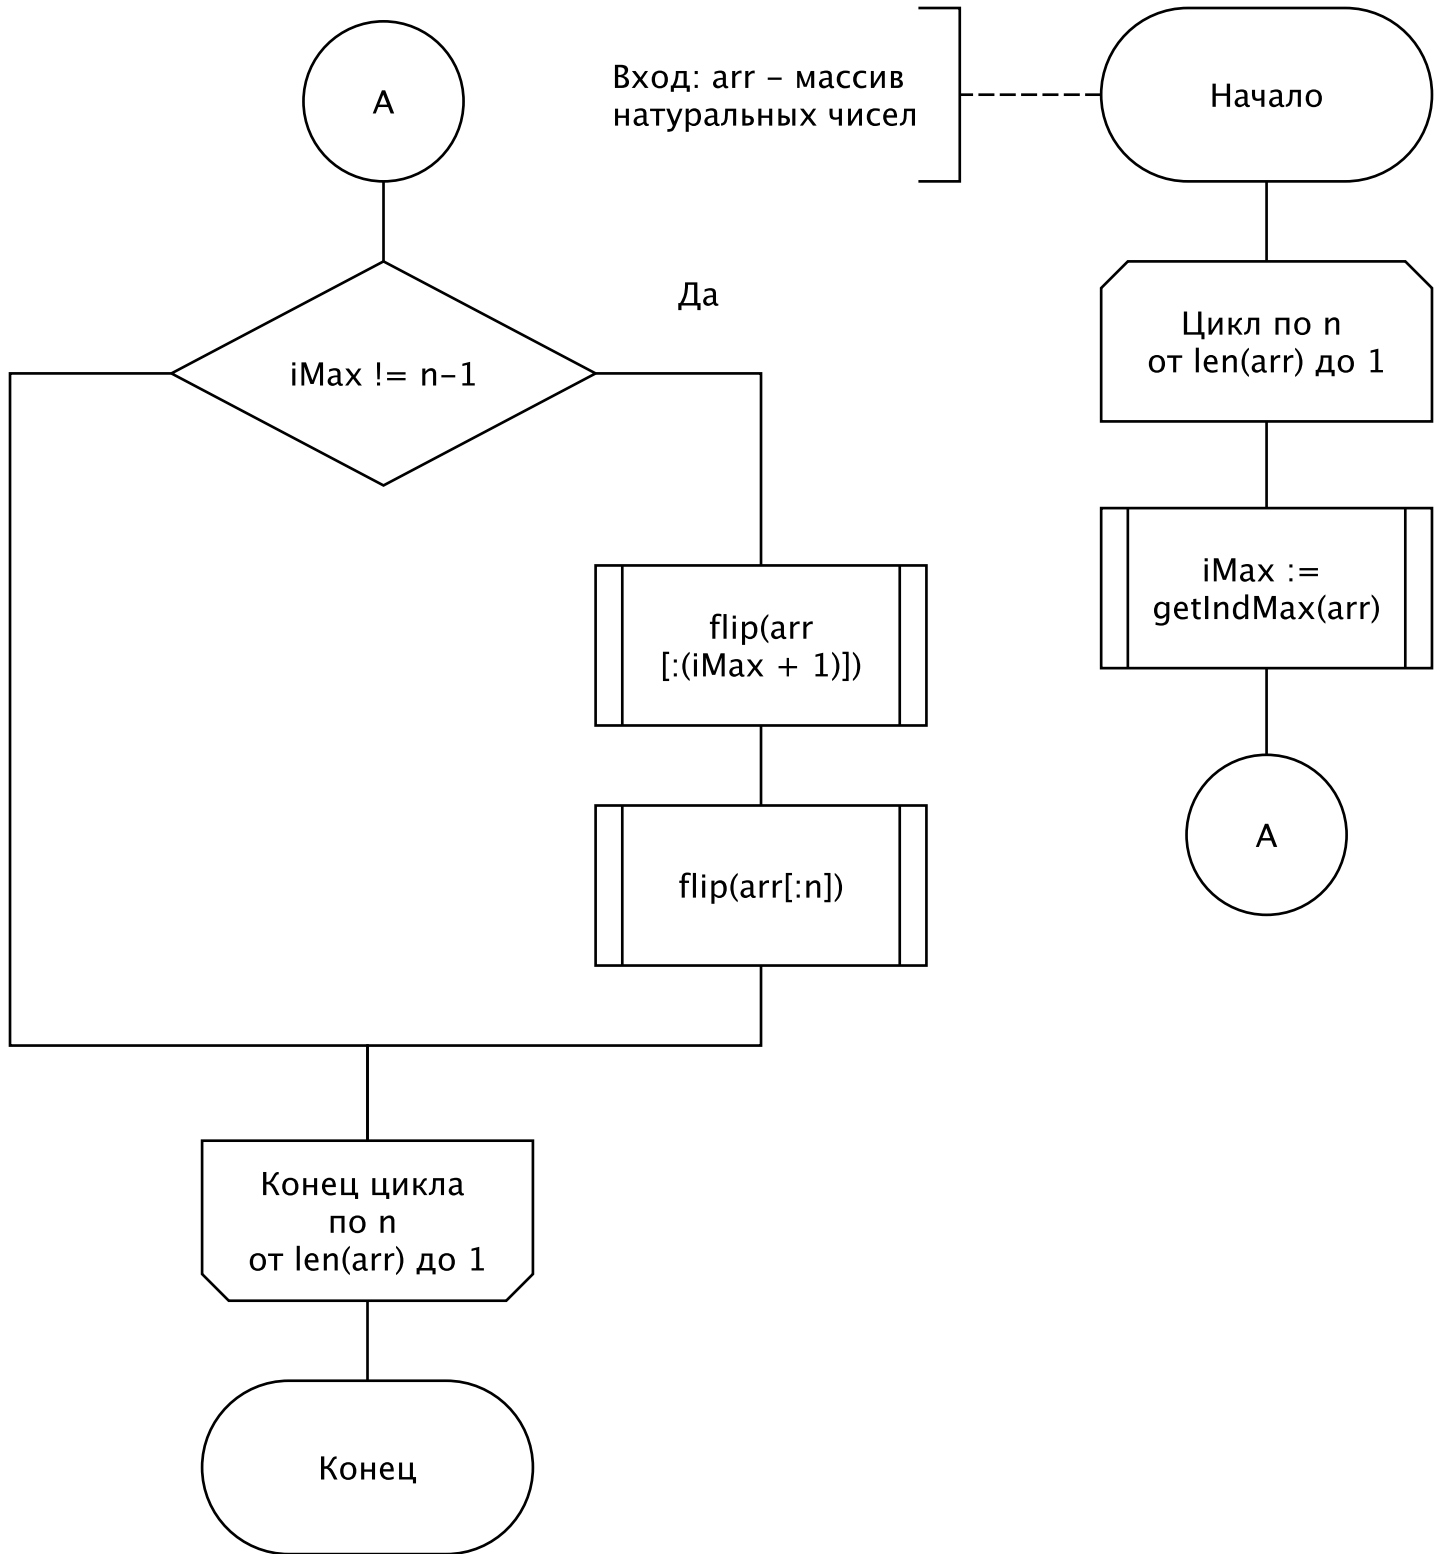 Вход: arr – массив
натуральных чисел
Начало
Цикл по n
от len(arr) до 1
iMax :=
getIndMax(arr)
A
A
iMax != n-1
Да
flip(arr
[:(iMax + 1)])
flip(arr[:n])
Конец цикла
по n
от len(arr) до 1
Конец